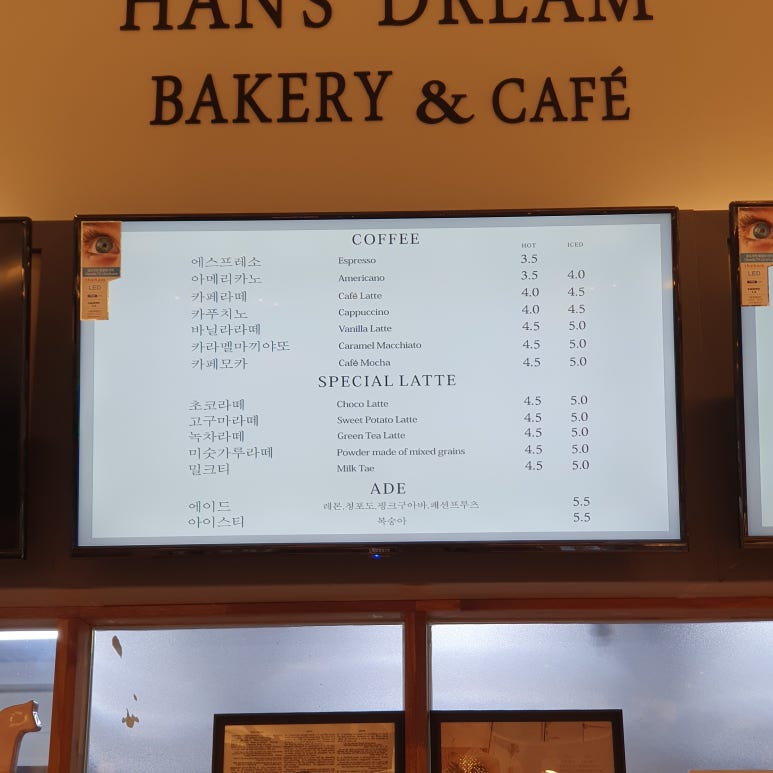 HAN'S DREAM
BAKERY & CAFÉ
COFFEE
HOT ICED
에스프레소 Espresso 3.5
아메리카노 Americano 3.5 4.0
카페라떼 Café Latte 4.0 4.5
카푸치노 Cappuccino 4.0 4.5
바닐라라떼 Vanilla Latte 4.5 5.0
카라멜마끼야또 Caramel Macchiato 4.5 5.0
카페모카 Café Mocha 4.5 5.0
SPECIAL LATTE
초코라떼 Choco Latte 4.5 5.0
고구마라떼 Sweet Potato Latte 4.5 5.0
녹차라떼 Green Tea Latte 4.5 5.0
미숫가루라떼 Powder made of mixed grains 4.5 5.0
밀크티 Milk Tae 4.5 5.0
ADE
에이드 레몬,청포도,핑크구아바,패션프루츠 5.5
아이스티 복숭아 5.5
LED
LED